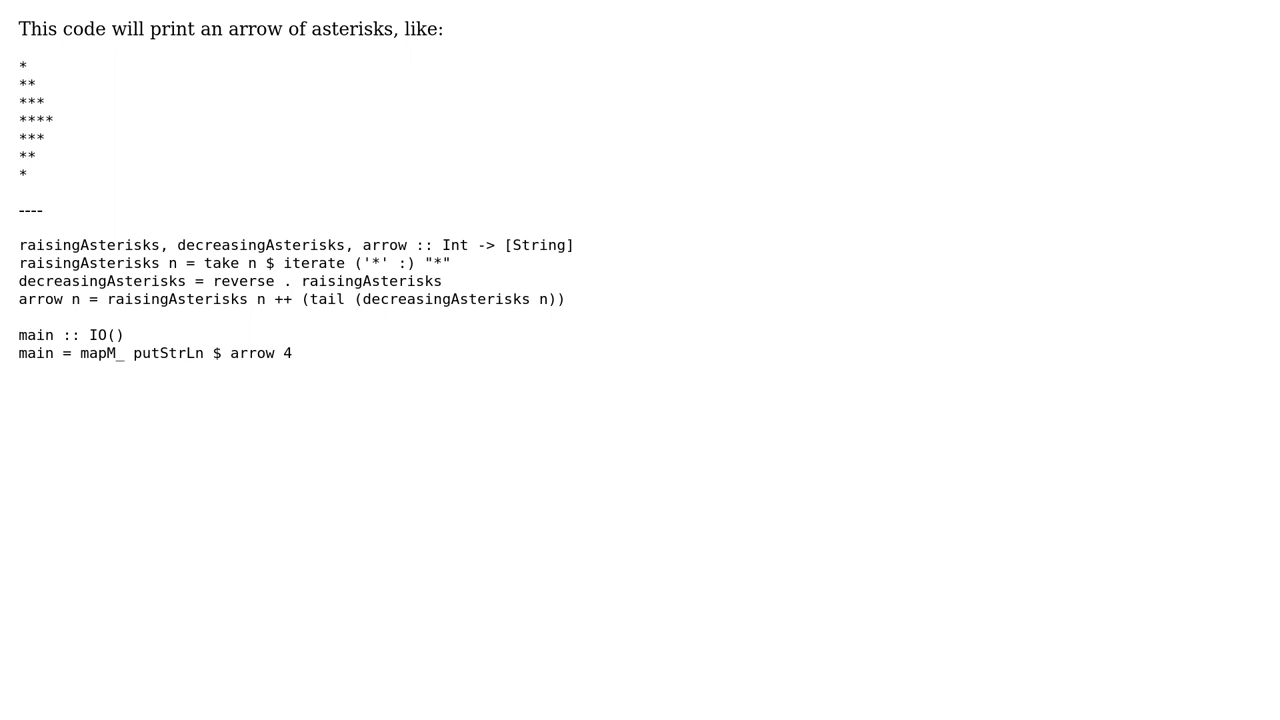 This code will print an arrow of asterisks, like:
*
**
***
****
***
**
*
----
raisingAsterisks, decreasingAsterisks, arrow :: Int -> [String]
raisingAsterisks n = take n $ iterate ('*' :) "*"
decreasingAsterisks = reverse . raisingAsterisks
arrow n = raisingAsterisks n ++ (tail (decreasingAsterisks n))
main :: IO()
main = mapM_ putStrLn $ arrow 4